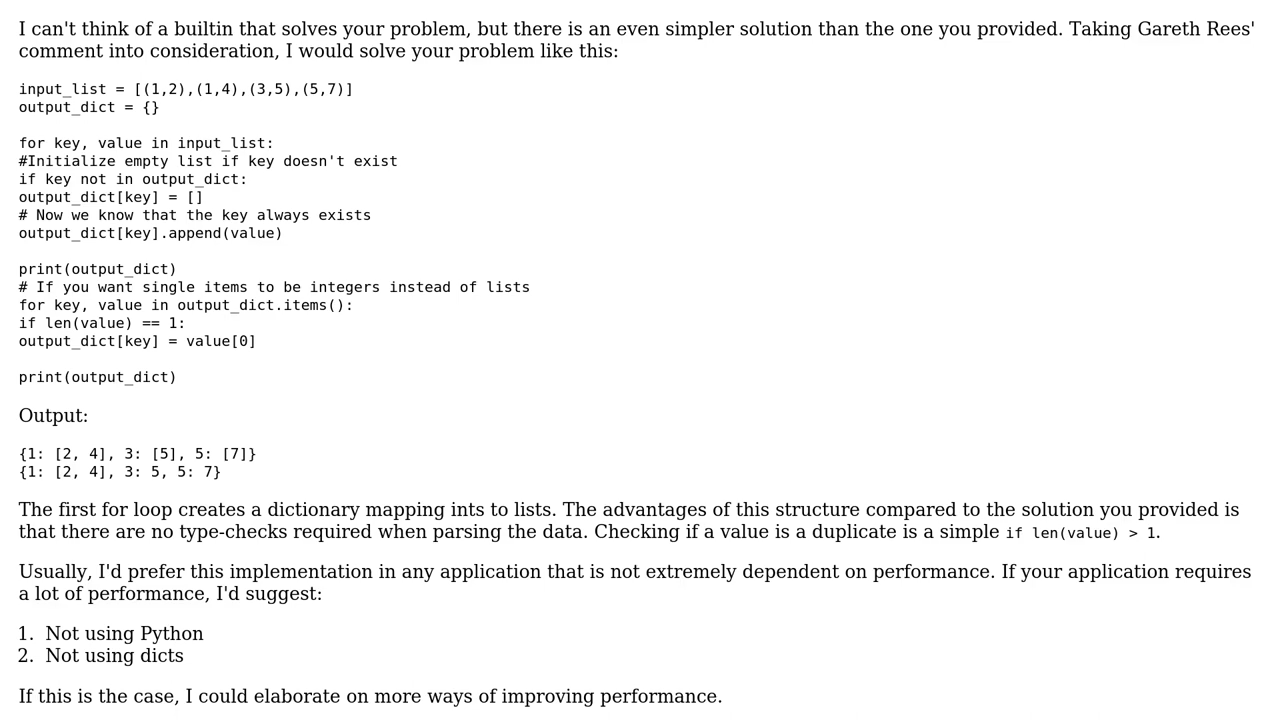 I can't think of a builtin that solves your problem, but there is an even simpler solution than the one you provided. Taking Gareth Rees'
comment into consideration, I would solve your problem like this:
input_list = [(1,2),(1,4),(3,5),(5,7)]
output_dict = {}
for key, value in input_list:
#Initialize empty list if key doesn't exist
if key not in output_dict:
output_dict[key] = []
# Now we know that the key always exists
output_dict[key].append(value)
print(output_dict)
# If you want single items to be integers instead of lists
for key, value in output_dict.items():
if len(value) == 1:
output_dict[key] = value[0]
print(output_dict)
Output:
{1: [2, 4], 3: [5], 5: [7]}
{1: [2, 4], 3: 5, 5: 7}
The first for loop creates a dictionary mapping ints to lists. The advantages of this structure compared to the solution you provided is
that there are no type-checks required when parsing the data. Checking if a value is a duplicate is a simple if len(value) > 1.
Usually, I'd prefer this implementation in any application that is not extremely dependent on performance. If your application requires
a lot of performance, I'd suggest:
1. Not using Python
2. Not using dicts
If this is the case, I could elaborate on more ways of improving performance.